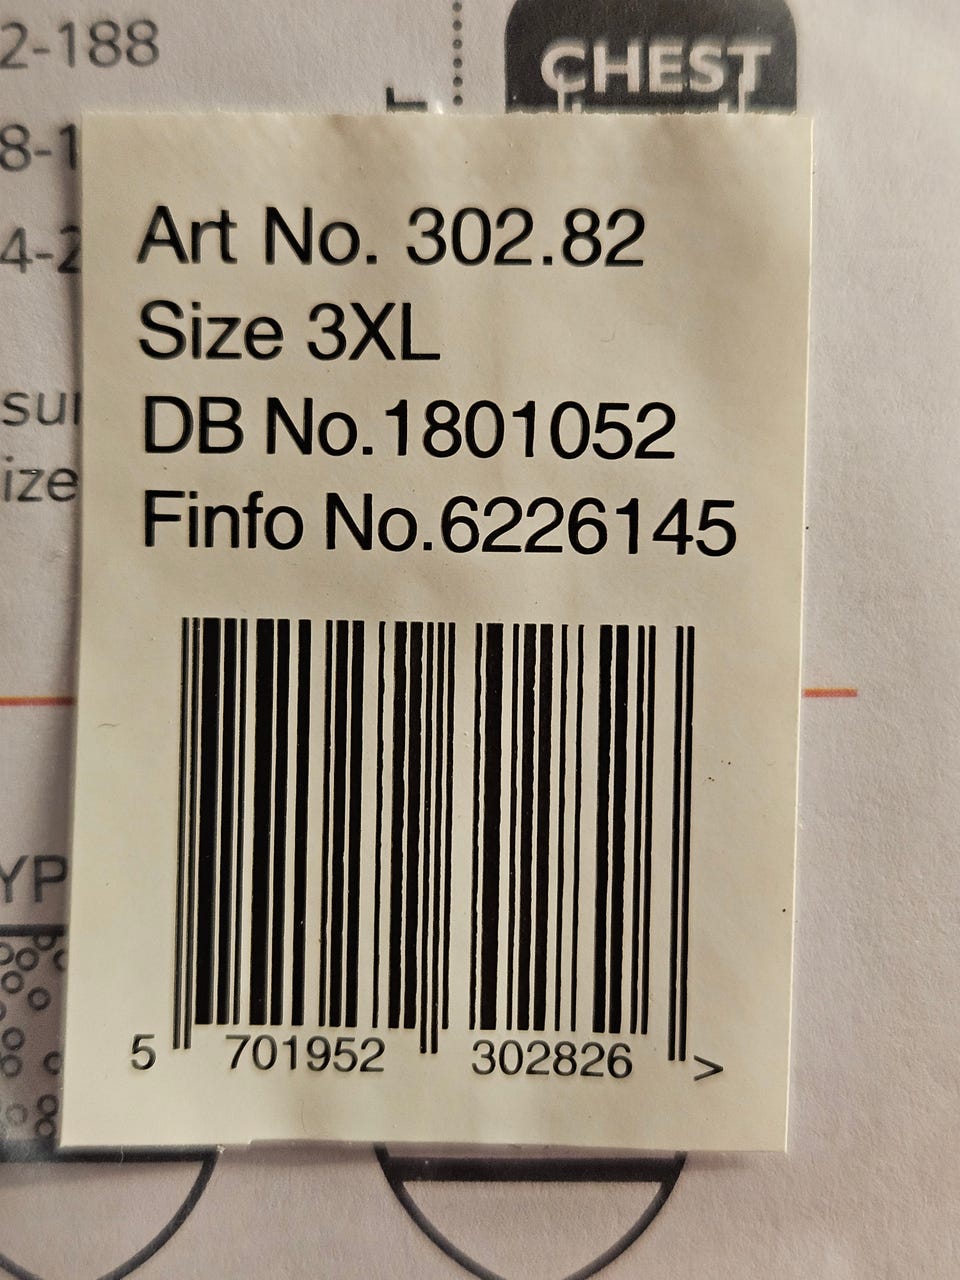 2-188
CHEST
8-1
4-2
Art No. 302.82
Size 3XL
DB No.1801052
Finfo No.6226145
sui
ize
YP
5 701952 302826 >